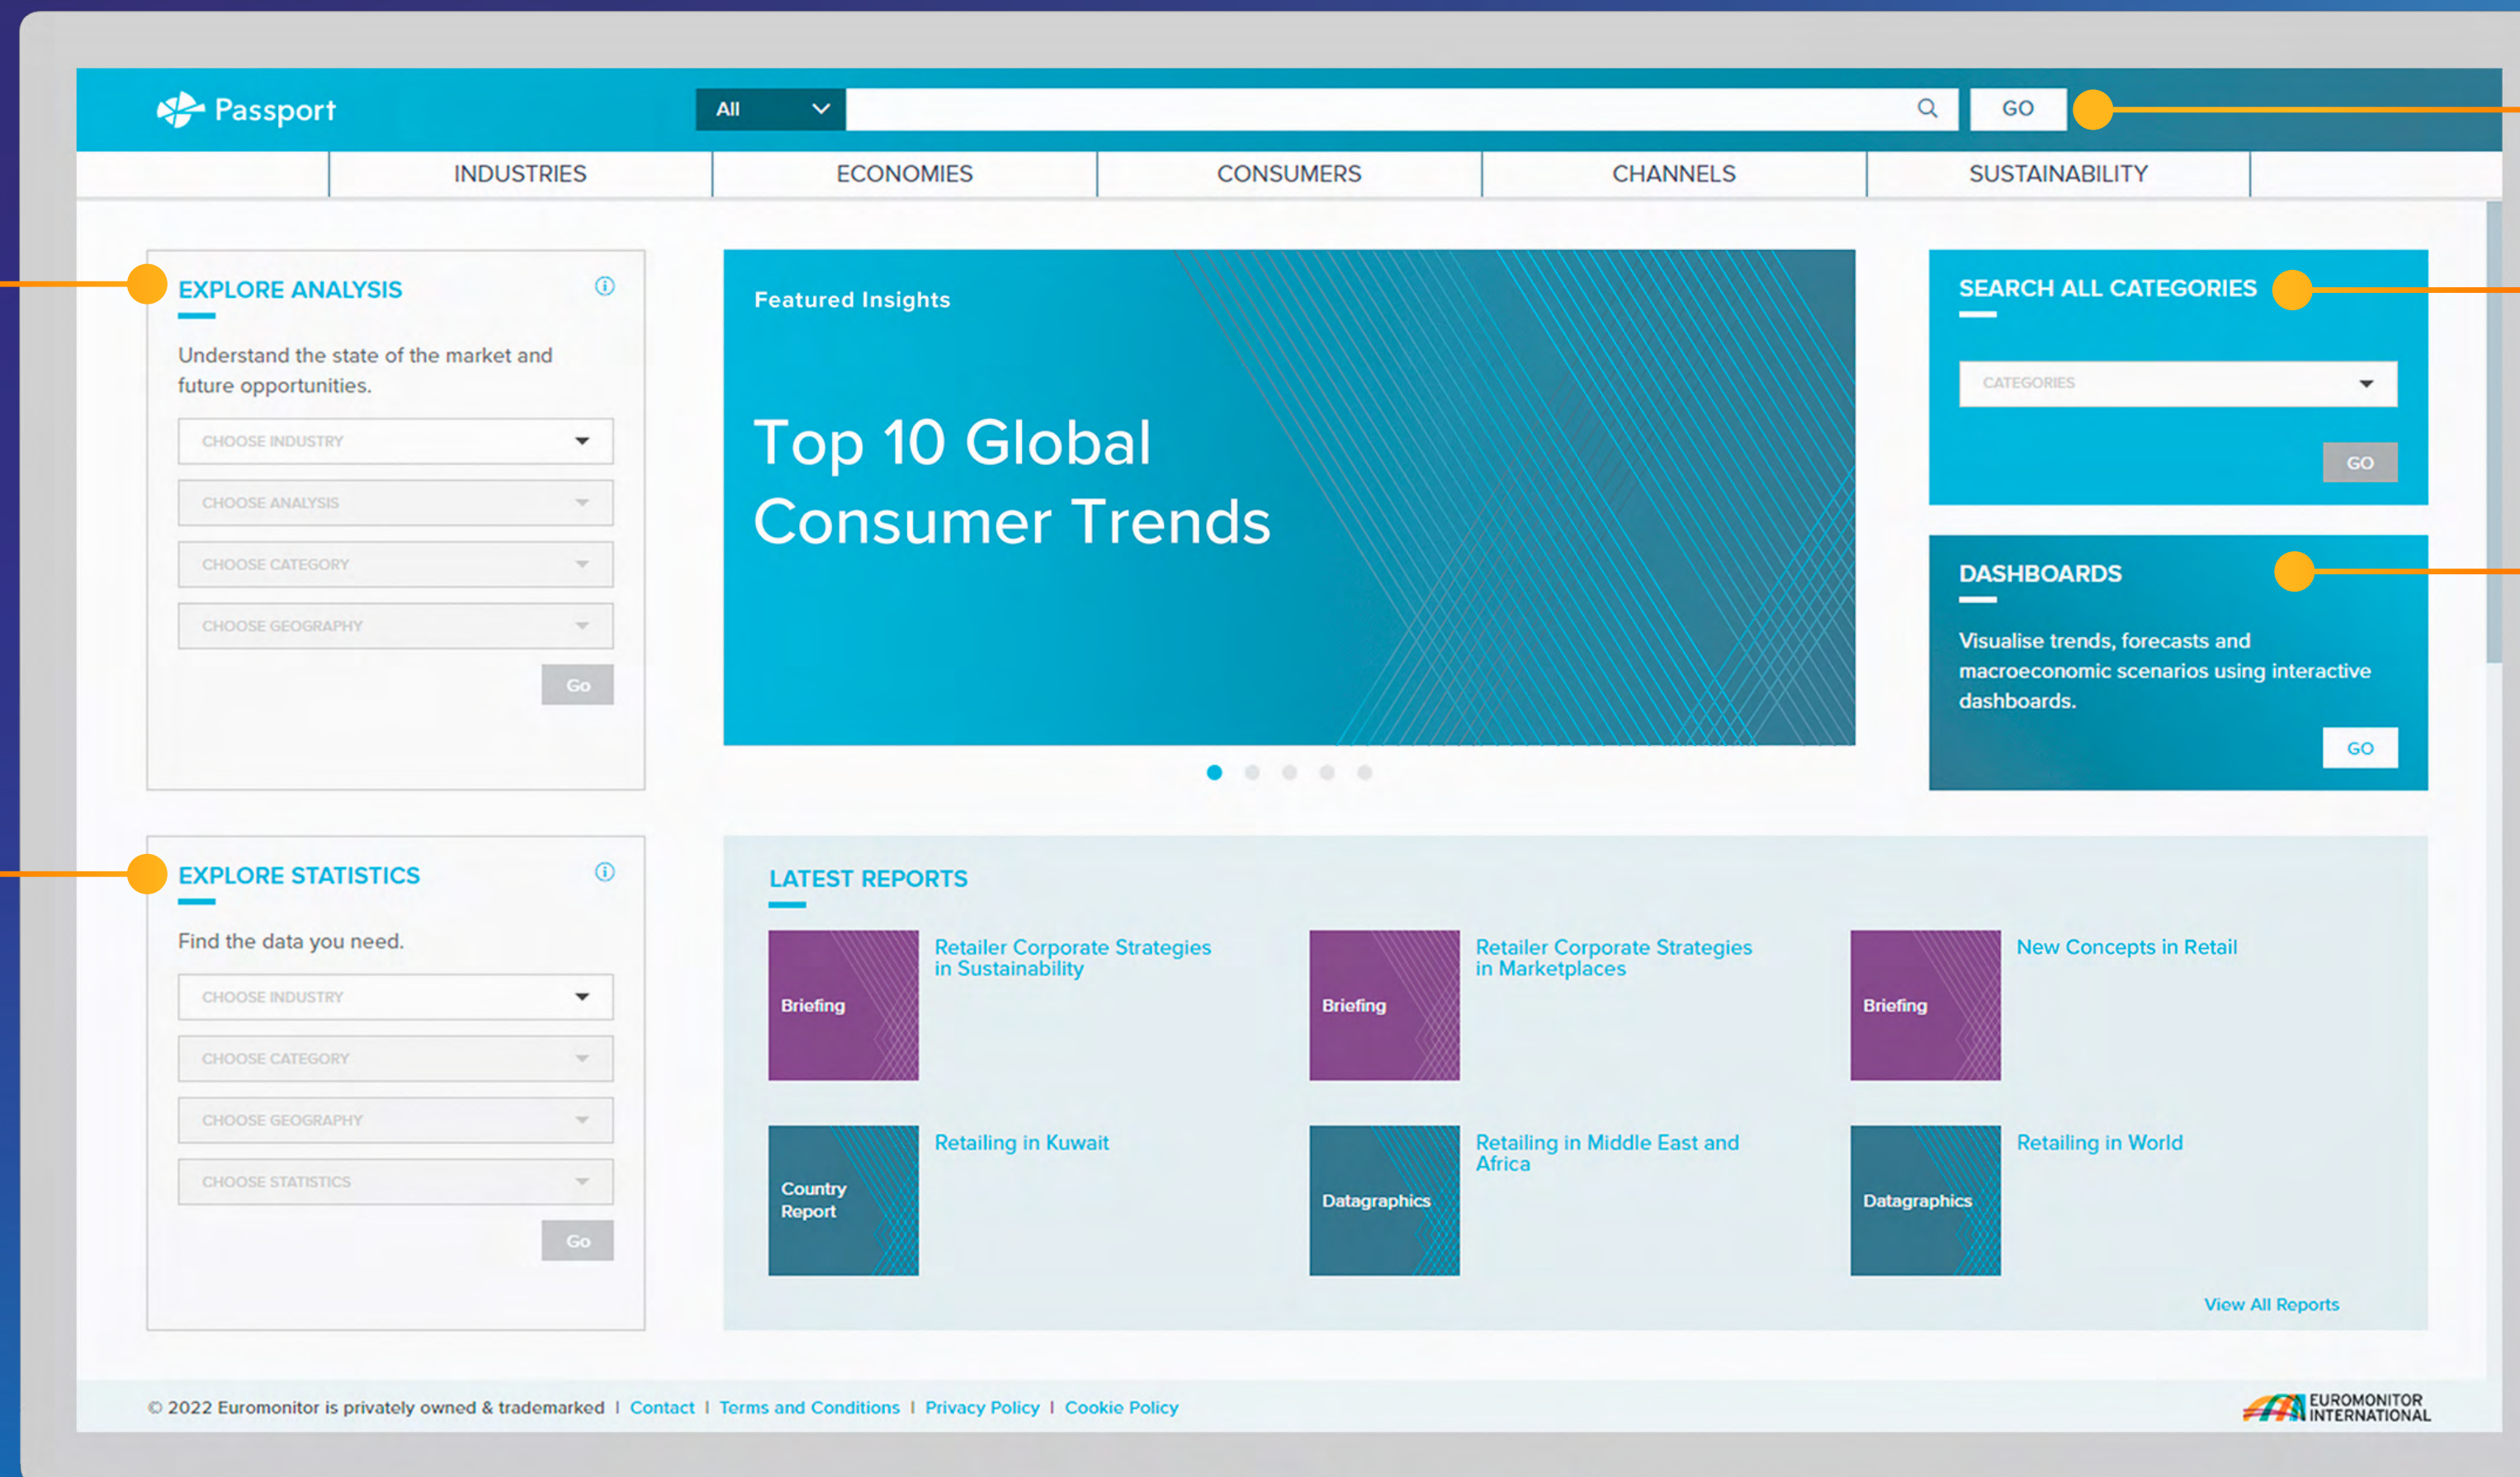 Passport
All
GO
INDUSTRIES
ECONOMIES
CONSUMERS
CHANNELS
SUSTAINABILITY
EXPLORE ANALYSIS
Understand the state of the market and
future opportunities.
CHOOSE INDUSTRY
CHOOSE ANALYSIS
CHOOSE CATEGORY
CHOOSE GEOGRAPHY
Go
Featured Insights
Top 10 Global
Consumer Trends
SEARCH ALL CATEGORIES
CATEGORIES
GO
DASHBOARDS
Visualise trends, forecasts and
macroeconomic scenarios using interactive
dashboards.
GO
EXPLORE STATISTICS
Find the data you need.
CHOOSE INDUSTRY
CHOOSE CATEGORY
CHOOSE GEOGRAPHY
CHOOSE STATISTICS
Go
LATEST REPORTS
Briefing
Retailer Corporate Strategies
in Sustainability
Briefing
Retailer Corporate Strategies
in Marketplaces
Briefing
New Concepts in Retail
Country
Report
Retailing in Kuwait
Datagraphics
Retailing in Middle East and
Africa
Datagraphics
Retailing in World
View All Reports
© 2022 Euromonitor is privately owned & trademarked | Contact | Terms and Conditions | Privacy Policy | Cookie Policy
EUROMONITOR
INTERNATIONAL